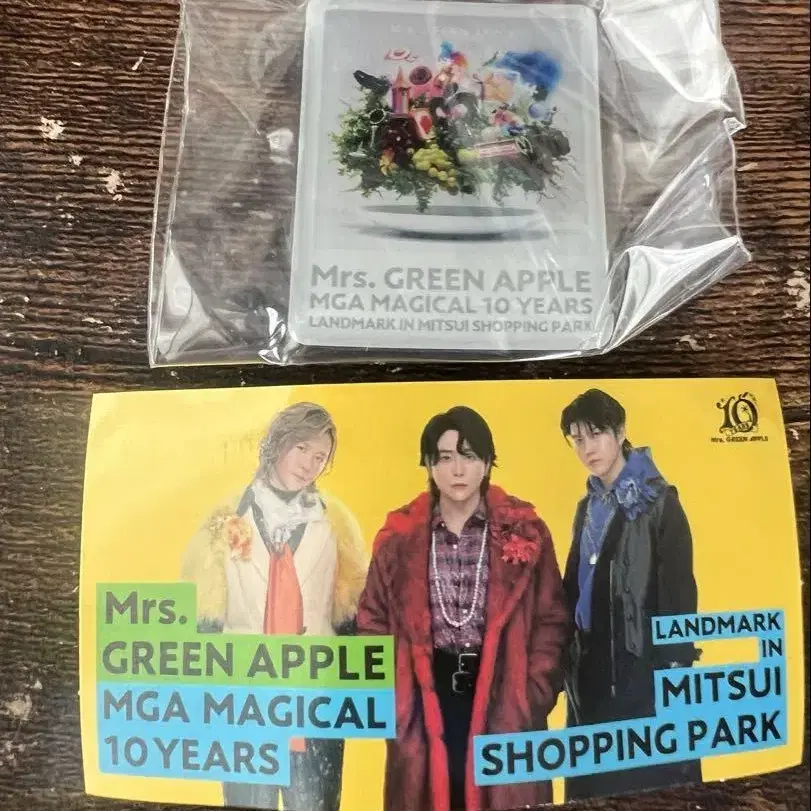 Mrs. GREEN APPLE
MGA MAGICAL 10 YEARS
LANDMARK IN MITSUI SHOPPING PARK
10
YEARS
Mrs. GREEN APPLE
Mrs.
GREEN APPLE
MGA MAGICAL
10 YEARS
LANDMARK
IN
MITSUI
SHOPPING PARK